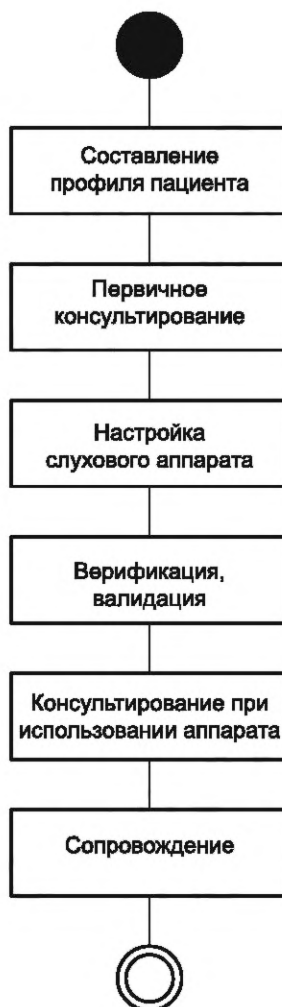 Составление
профиля пациента
Первичное
консультирование
Настройка
слухового аппарата
Верификация,
валидация
Консультирование при
использовании аппарата
Сопровождение